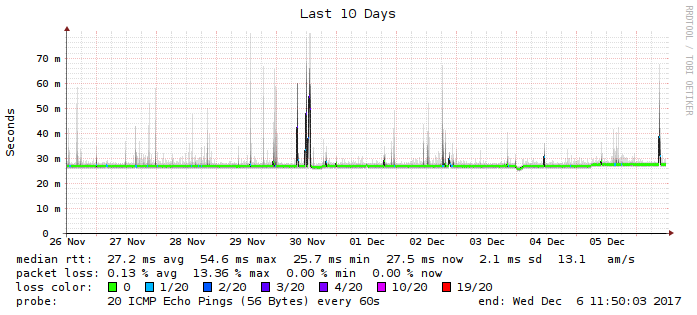 Last 10 Days
RRDTOOL / TOBI OETIKER
Seconds
70 m
60 m
50 m
40 m
30 m
20 m
10 m
0
26 Nov 27 Nov 28 Nov 29 Nov 30 Nov 01 Dec 02 Dec 03 Dec 04 Dec 05 Dec
median rtt: 27.2 ms avg 54.6 ms max 25.7 ms min 27.5 ms now 2.1 ms sd 13.1 am/s
packet loss: 0.13 % avg 13.36 % max 0.00 % min 0.00 % now
loss color: 0 1/20 2/20 3/20 4/20 10/20 19/20
probe: 20 ICMP Echo Pings (56 Bytes) every 60s end: Wed Dec 6 11:50:03 2017